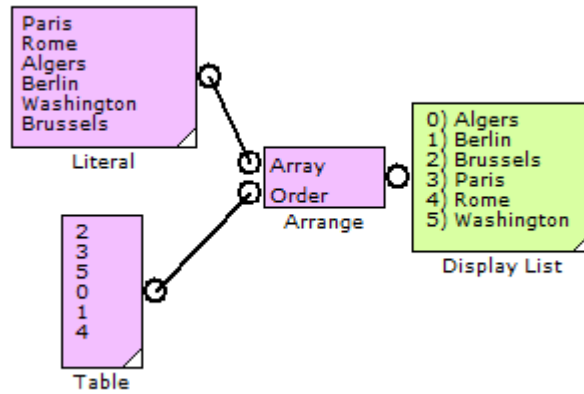 Paris
Rome
Algers
Berlin
Washington
Brussels
Literal
Array
Order
Arrange
0) Algers
1) Berlin
2) Brussels
3) Paris
4) Rome
5) Washington
Display List
2
3
5
0
1
4
Table